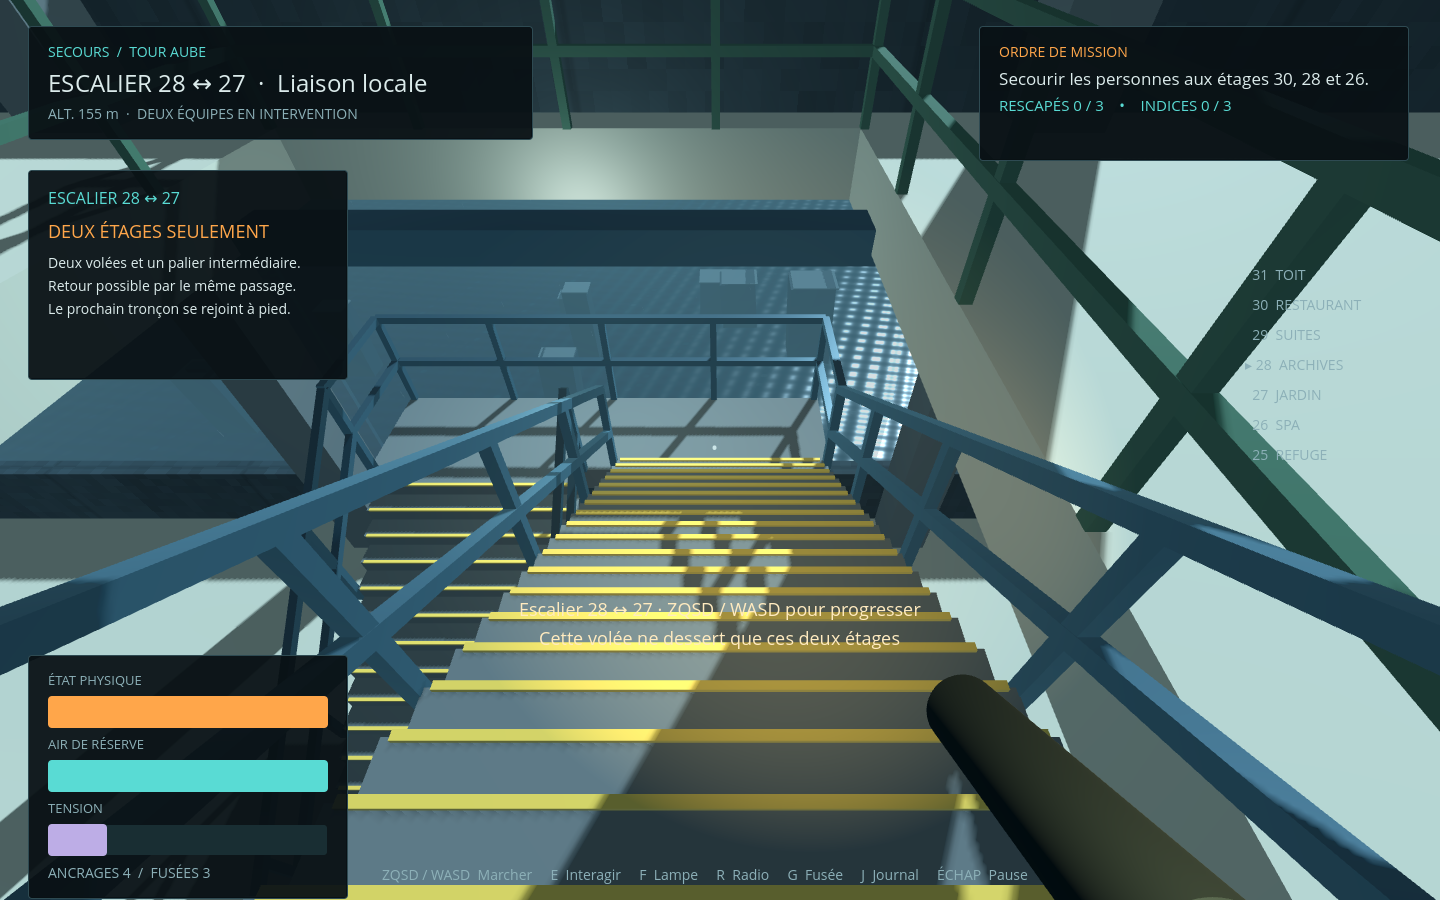 SECOURS / TOUR AUBE
ESCALIER 28 ↔ 27 · Liaison locale
ALT. 155 m · DEUX ÉQUIPES EN INTERVENTION
ORDRE DE MISSION
Secourir les personnes aux étages 30, 28 et 26.
RESCAPÉS 0 / 3 • INDICES 0 / 3
ESCALIER 28 ↔ 27
DEUX ÉTAGES SEULEMENT
Deux volées et un palier intermédiaire.
Retour possible par le même passage.
Le prochain tronçon se rejoint à pied.
31 TOIT
30 RESTAURANT
29 SUITES
▸ 28 ARCHIVES
27 JARDIN
26 SPA
25 REFUGE
Escalier 28 ↔ 27 · ZQSD / WASD pour progresser
Cette volée ne dessert que ces deux étages
ÉTAT PHYSIQUE
AIR DE RÉSERVE
TENSION
ANCRAGES 4 / FUSÉES 3
ZQSD / WASD Marcher E Interagir F Lampe R Radio G Fusée J Journal ÉCHAP Pause